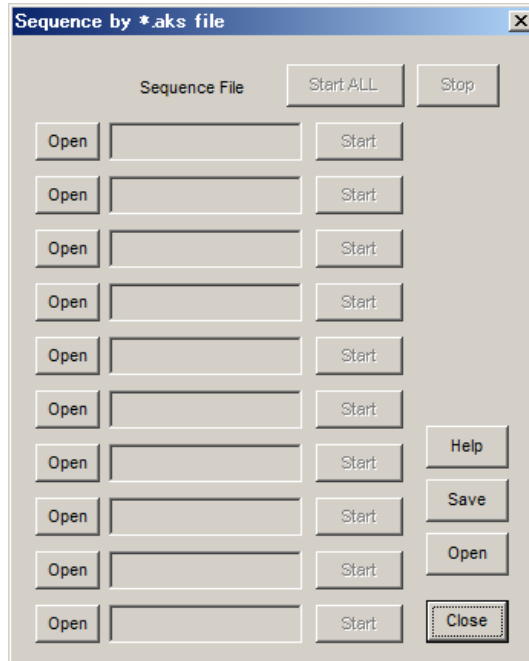 Sequence by *.aks file
Sequence File Start ALL Stop
Open Start
Open Start
Open Start
Open Start
Open Start
Open Start
Help
Open Start
Save
Open Start
Open
Open Start
Open Start Close